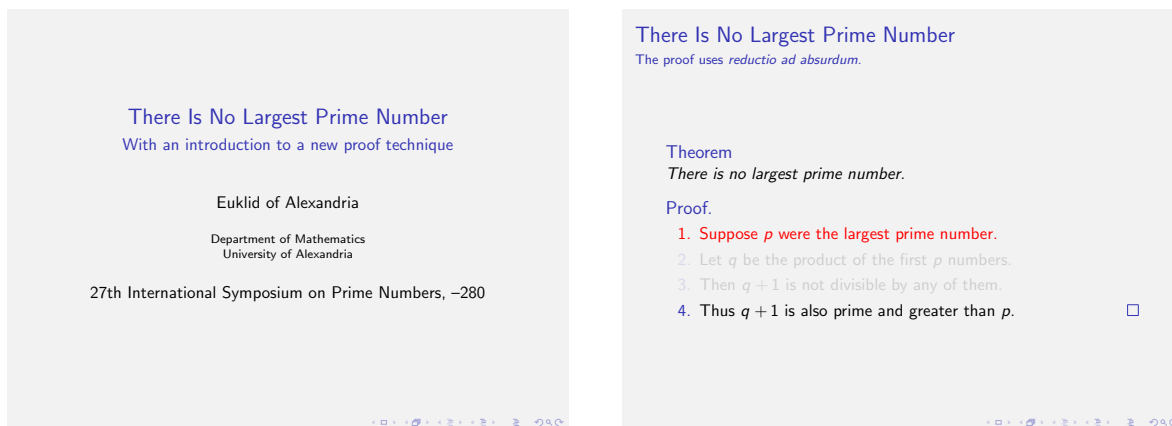 There Is No Largest Prime Number
With an introduction to a new proof technique
Euklid of Alexandria
Department of Mathematics
University of Alexandria
27th International Symposium on Prime Numbers, –280
There Is No Largest Prime Number
The proof uses reductio ad absurdum.
Theorem
There is no largest prime number.
Proof.
1. Suppose p were the largest prime number.
2. Let q be the product of the first p numbers.
3. Then q + 1 is not divisible by any of them.
4. Thus q + 1 is also prime and greater than p.